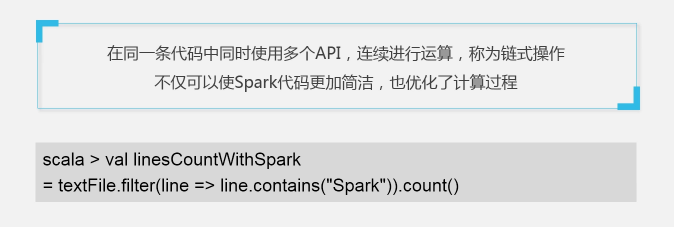 在同一条代码中同时使用多个API，连续进行运算，称为链式操作
不仅可以使Spark代码更加简洁，也优化了计算过程
scala > val linesCountWithSpark
= textFile.filter(line => line.contains("Spark")).count()